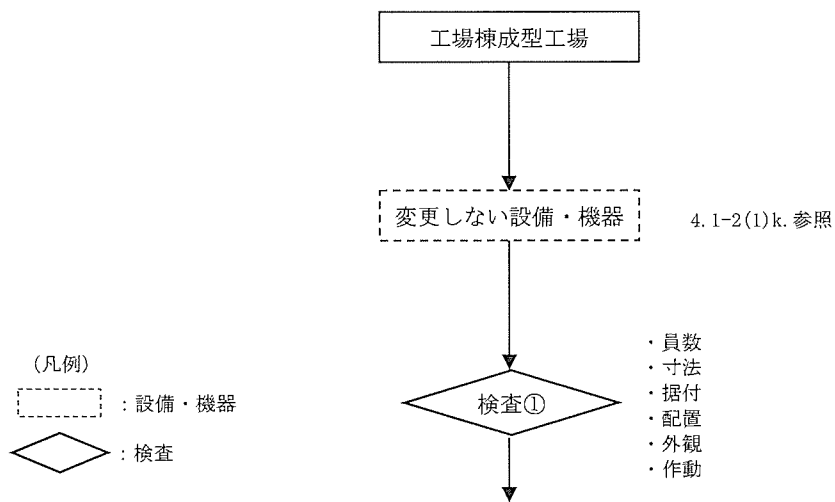 工場棟成型工場
変更しない設備・機器
4.1-2(1)k.参照
検査①
・員数
・寸法
・据付
・配置
・外観
・作動
(凡例)
：設備・機器
：検査